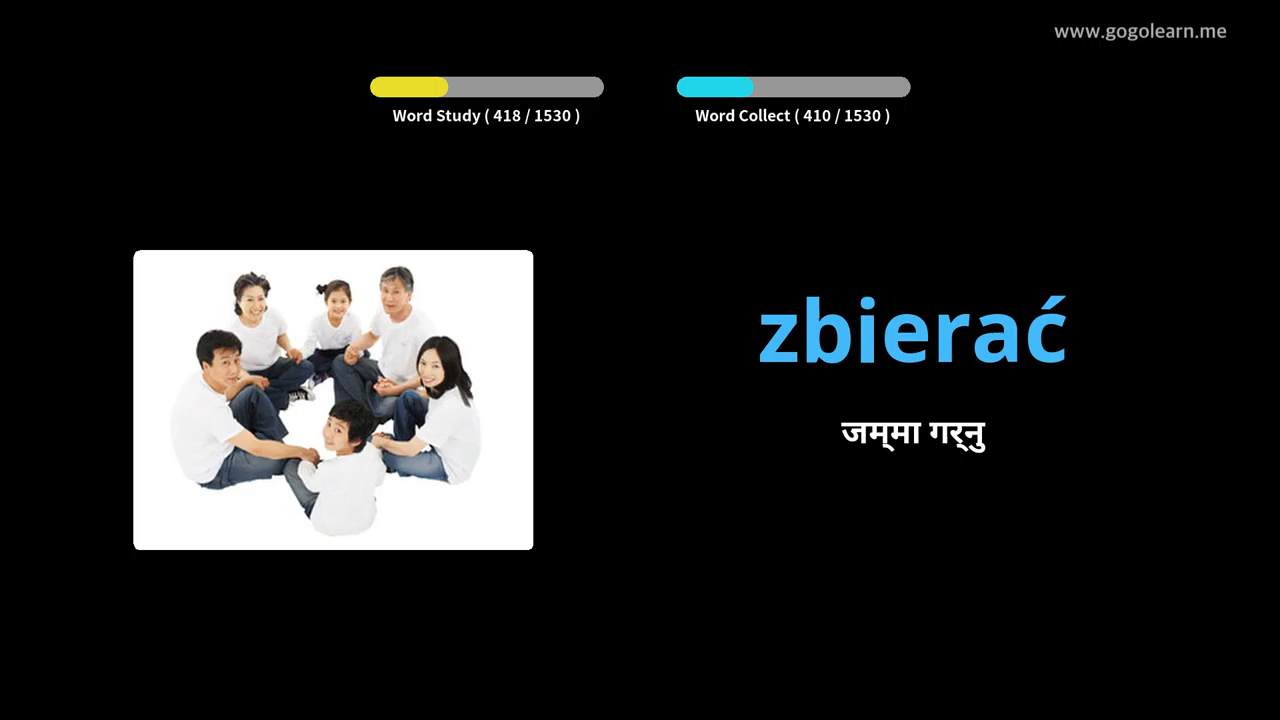 www.gogolearn.me
Word Study ( 418 / 1530 )
Word Collect ( 410 / 1530 )
zbierać
जम्‌मा गर्‌नु